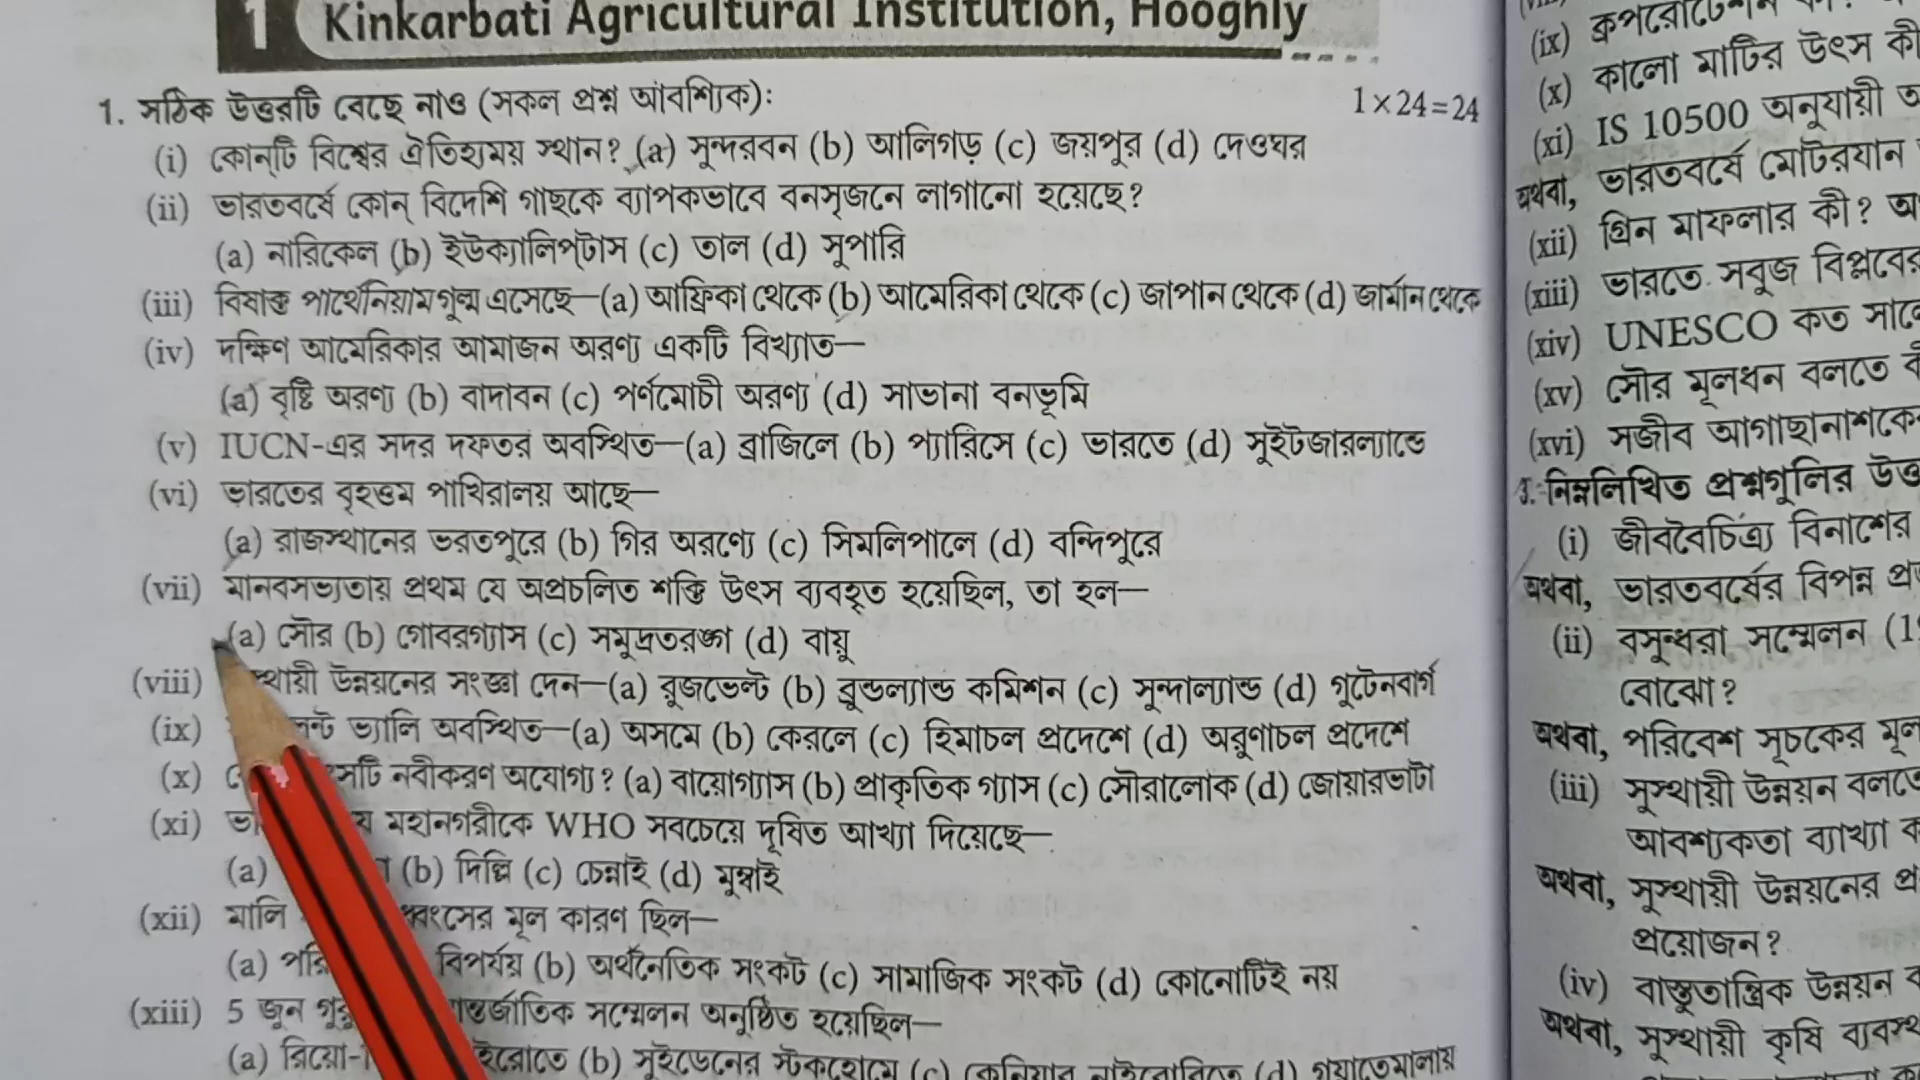 1 Kinkarbati Agricultural Institution, Hooghly
1. সঠিক উত্তরটি বেছে নাও (সকল প্রশ্ন আবশ্যিক): 1×24=24
(i) কোন্‌টি বিশ্বের ঐতিহ্যময় স্থান? (a) সুন্দরবন (b) আলিগড় (c) জয়পুর (d) দেওঘর
(ii) ভারতবর্ষে কোন্ বিদেশি গাছকে ব্যাপকভাবে বনসৃজনে লাগানো হয়েছে?
(a) নারিকেল (b) ইউক্যালিপ্‌টাস (c) তাল (d) সুপারি
(iii) বিষাক্ত পার্থেনিয়াম গুল্ম এসেছে—(a) আফ্রিকা থেকে (b) আমেরিকা থেকে (c) জাপান থেকে (d) জার্মান থেকে
(iv) দক্ষিণ আমেরিকার আমাজন অরণ্য একটি বিখ্যাত—
(a) বৃষ্টি অরণ্য (b) বাদাবন (c) পর্ণমোচী অরণ্য (d) সাভানা বনভূমি
(v) IUCN-এর সদর দফতর অবস্থিত—(a) ব্রাজিলে (b) প্যারিসে (c) ভারতে (d) সুইটজারল্যান্ডে
(vi) ভারতের বৃহত্তম পাখিরালয় আছে—
(a) রাজস্থানের ভরতপুরে (b) গির অরণ্যে (c) সিমলিপালে (d) বন্দিপুরে
(vii) মানবসভ্যতায় প্রথম যে অপ্রচলিত শক্তি উৎস ব্যবহৃত হয়েছিল, তা হল—
(a) সৌর (b) গোবরগ্যাস (c) সমুদ্রতরঙ্গ (d) বায়ু
(viii) উন্নয়নের সংজ্ঞা দেন—(a) রুজভেল্ট (b) ব্রুন্ডল্যান্ড কমিশন (c) সুন্দাল্যান্ড (d) গুটেনবার্গ
(ix) ভ্যালি অবস্থিত—(a) অসমে (b) কেরলে (c) হিমাচল প্রদেশে (d) অরুণাচল প্রদেশে
(x) নবীকরণ অযোগ্য? (a) বায়োগ্যাস (b) প্রাকৃতিক গ্যাস (c) সৌরালোক (d) জোয়ারভাটা
(xi) মহানগরীকে WHO সবচেয়ে দূষিত আখ্যা দিয়েছে—
(a) (b) দিল্লি (c) চেন্নাই (d) মুম্বাই
(xii) মূল কারণ ছিল—
(a) বিপর্যয় (b) অর্থনৈতিক সংকট (c) সামাজিক সংকট (d) কোনোটিই নয়
(xiii) 5 জুন সম্মেলন অনুষ্ঠিত হয়েছিল—
(a) (b) সুইডেনের স্টকহোমে (c) কেনিয়ার নাইরোবিতে (d) গুয়াতেমালায়
(ix)
(x) কালো মাটির উৎস কী
(xi) IS 10500 অনুযায়ী
অথবা, ভারতবর্ষে মোটরযান
(xii) গ্রিন মাফলার কী?
(xiii) ভারতে সবুজ বিপ্লবের
(xiv) UNESCO কত সালে
(xv) সৌর মূলধন বলতে
(xvi) সজীব আগাছানাশকে
নিম্নলিখিত প্রশ্নগুলির
(i) জীববৈচিত্র্য বিনাশের
অথবা, ভারতবর্ষের বিপন্ন
(ii) বসুন্ধরা সম্মেলন (1
বোঝো?
অথবা, পরিবেশ সূচকের
(iii) সুস্থায়ী উন্নয়ন বলতে
আবশ্যকতা ব্যাখ্যা
অথবা, সুস্থায়ী উন্নয়নের
প্রয়োজন?
(iv) বাস্তুতান্ত্রিক উন্নয়ন
অথবা, সুস্থায়ী কৃষি